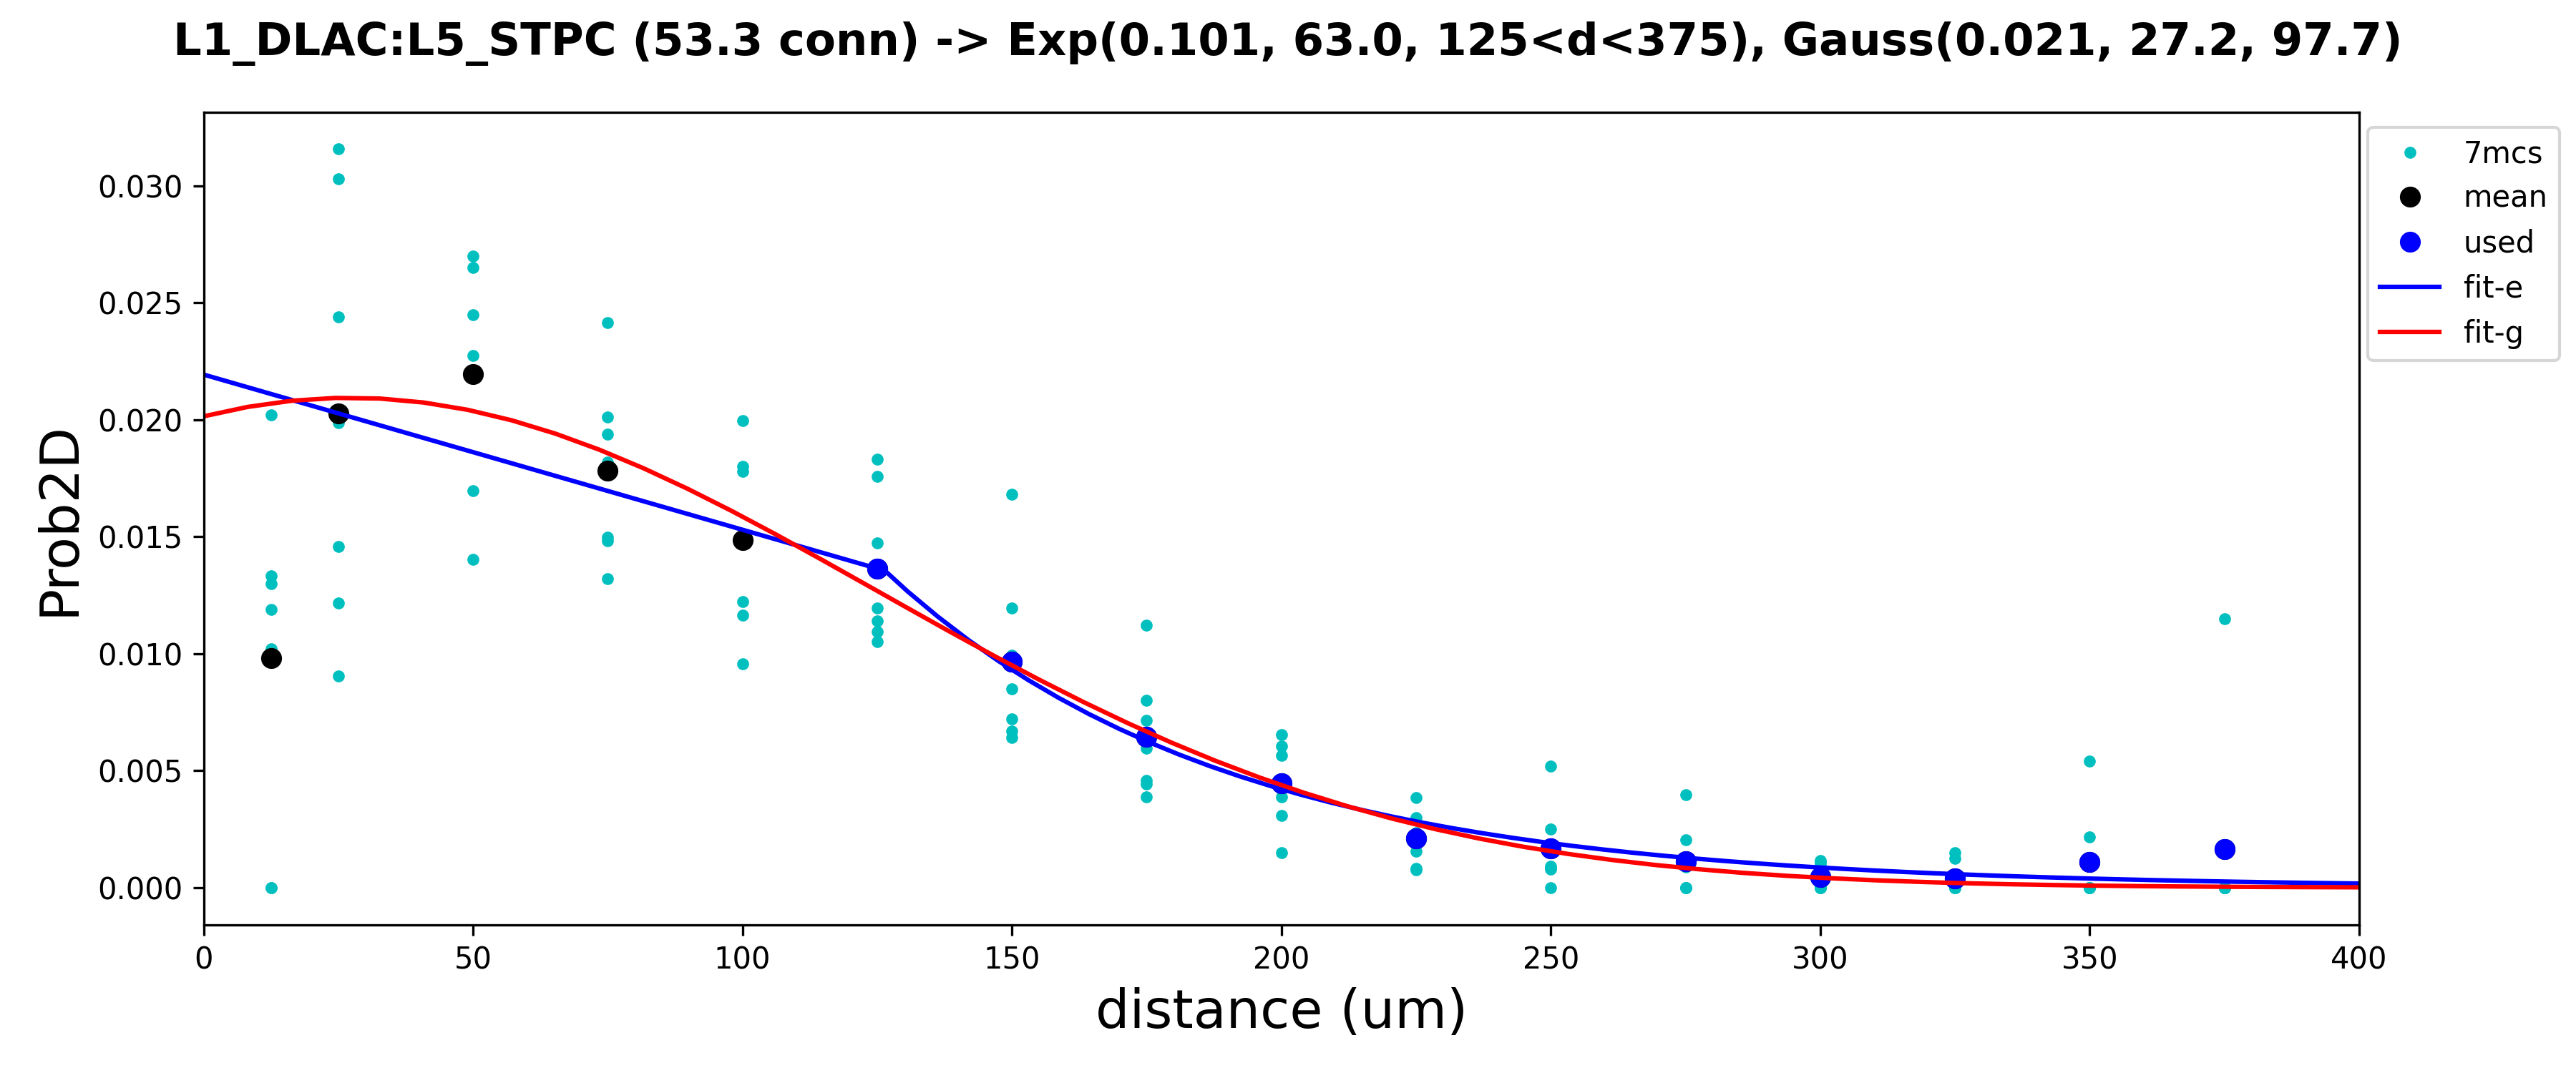 L1_DLAC:L5_STPC (53.3 conn) -> Exp(0.101, 63.0, 125<d<375), Gauss(0.021, 27.2, 97.7)
7mcs
mean
used
fit-e
fit-g
Prob2D
0.030
0.025
0.020
0.015
0.010
0.005
0.000
0 50 100 150 200 250 300 350 400
distance (um)